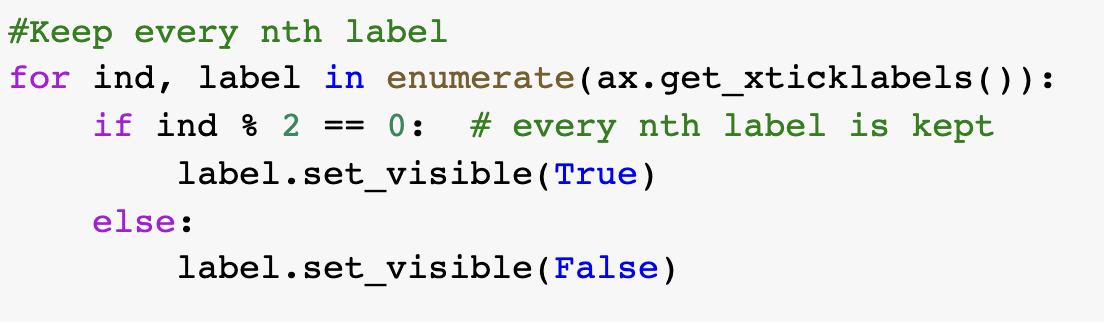 #Keep every nth label
for ind, label in enumerate(ax.get_xticklabels()):
    if ind % 2 == 0:  # every nth label is kept
        label.set_visible(True)
    else:
        label.set_visible(False)